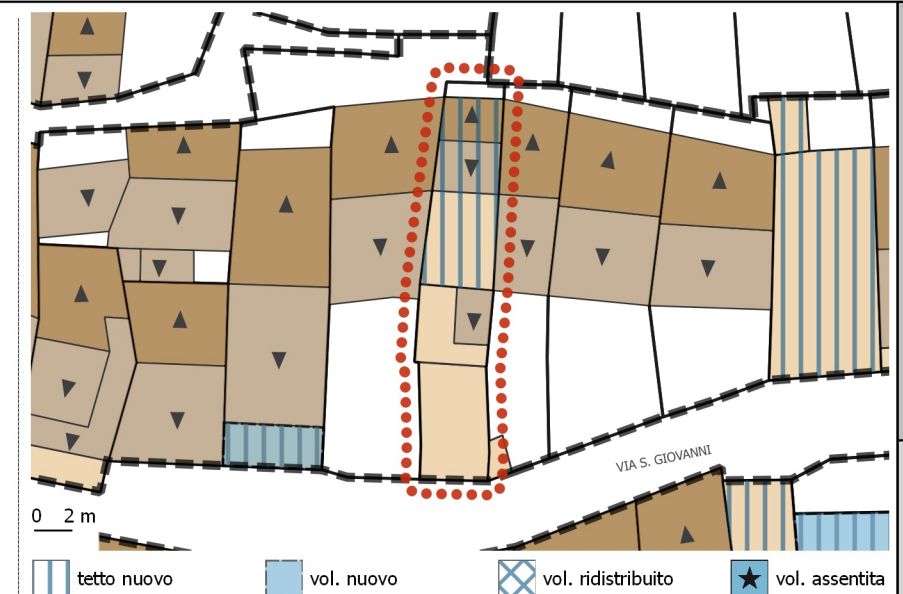 VIA S. GIOVANNI
0 2 m
tetto nuovo vol. nuovo vol. ridistribuito vol. assentita